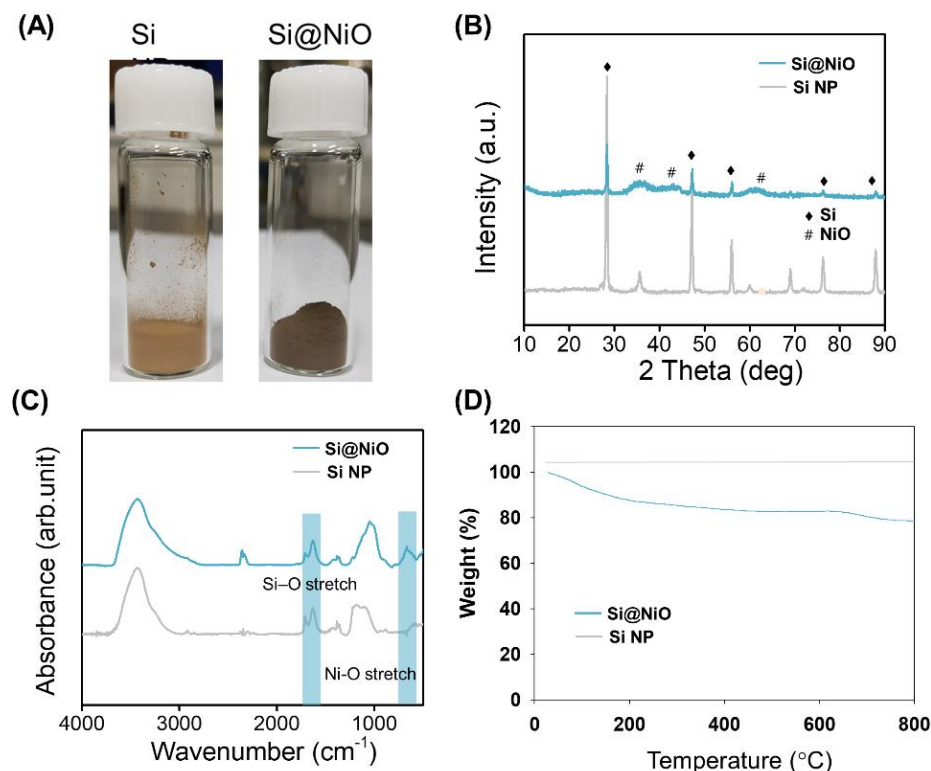 (A)
Si
Si@NiO
(B)
Intensity (a.u.)
♦
Si@NiO
Si NP
#
#
♦
♦
#
♦
♦
♦ Si
# NiO
10 20 30 40 50 60 70 80 90
2 Theta (deg)
(C)
Absorbance (arb.unit)
Si@NiO
Si NP
Si–O stretch
Ni-O stretch
4000 3000 2000 1000
Wavenumber (cm⁻¹)
(D)
Weight (%)
120
100
80
60
40
20
0
Si@NiO
Si NP
0 200 400 600 800
Temperature (°C)